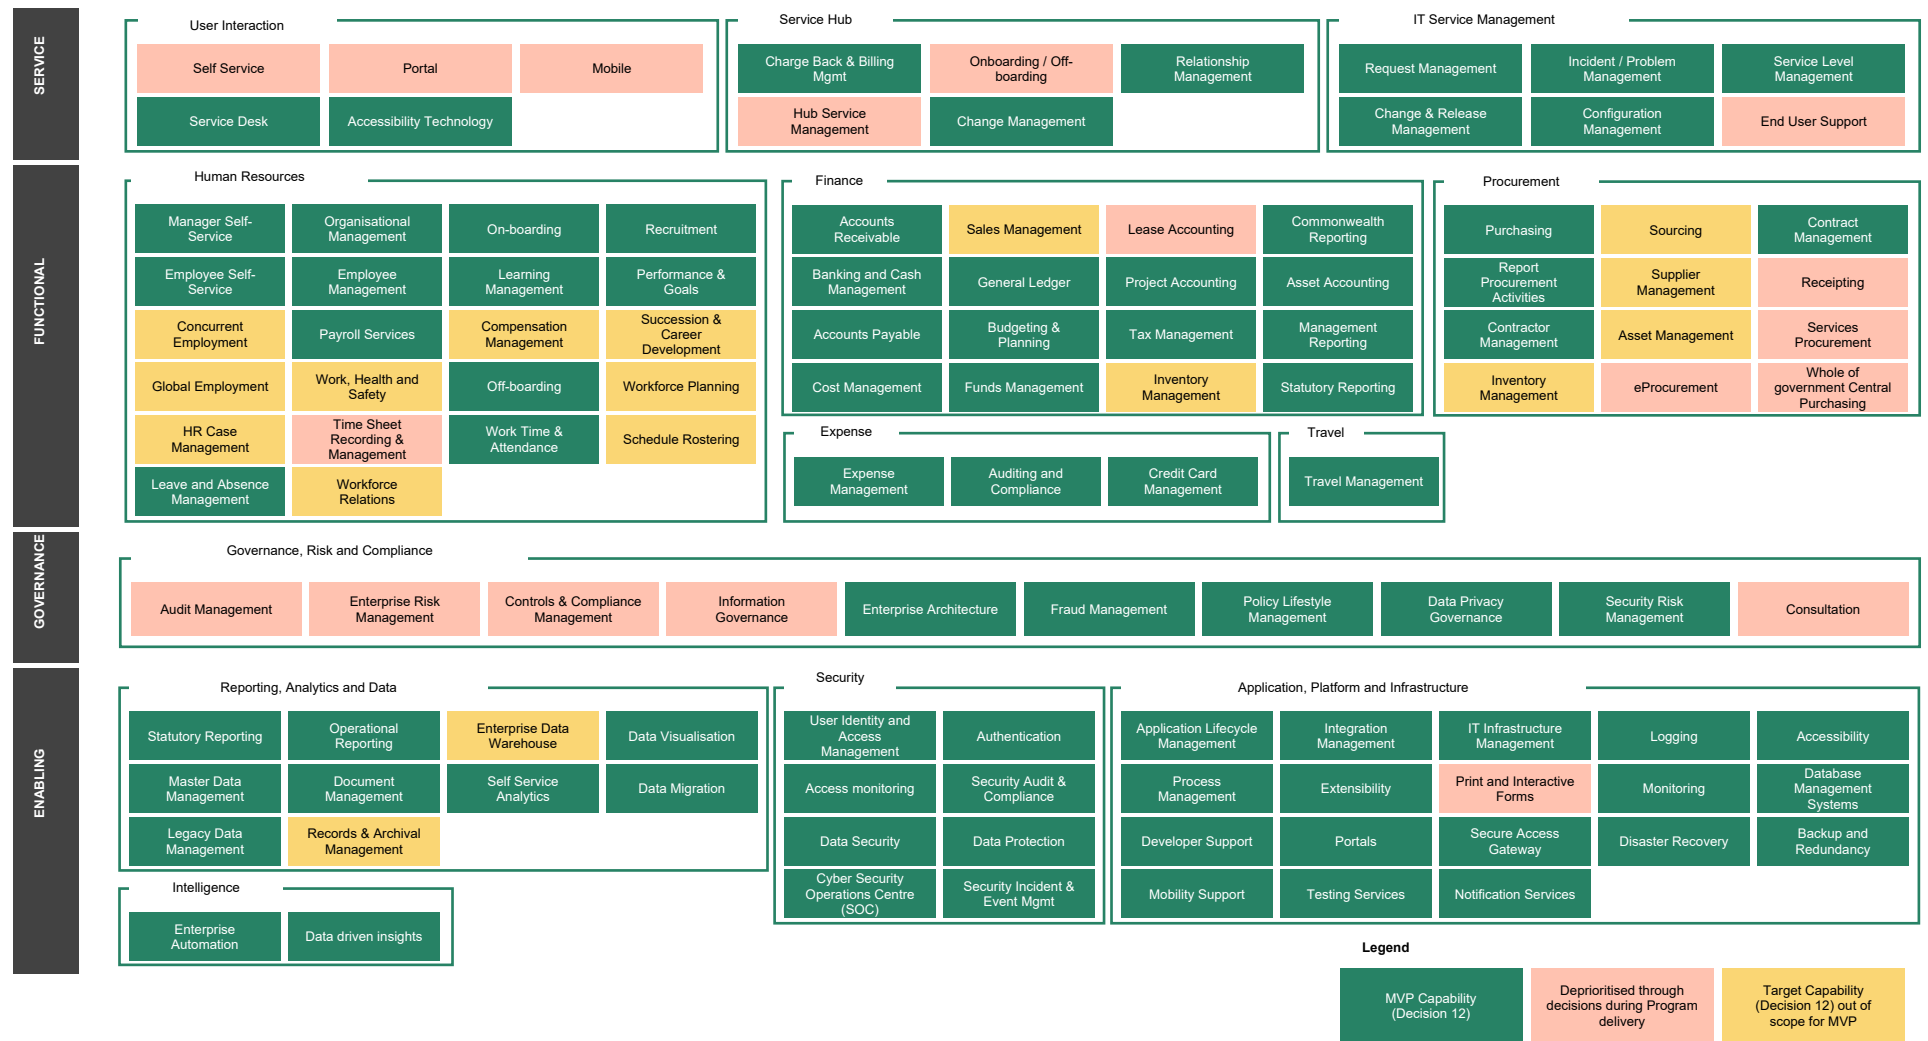 SERVICE
User Interaction
Self Service
Portal
Mobile
Service Desk
Accessibility Technology
Service Hub
Charge Back & Billing
Mgmt
Onboarding / Off-
boarding
Relationship
Management
Hub Service
Management
Change Management
IT Service Management
Request Management
Incident / Problem
Management
Service Level
Management
Change & Release
Management
Configuration
Management
End User Support
FUNCTIONAL
Human Resources
Manager Self-
Service
Organisational
Management
On-boarding
Recruitment
Employee Self-
Service
Employee
Management
Learning
Management
Performance &
Goals
Concurrent
Employment
Payroll Services
Compensation
Management
Succession &
Career
Development
Global Employment
Work, Health and
Safety
Off-boarding
Workforce Planning
HR Case
Management
Time Sheet
Recording &
Management
Work Time &
Attendance
Schedule Rostering
Leave and Absence
Management
Workforce
Relations
Finance
Accounts
Receivable
Sales Management
Lease Accounting
Commonwealth
Reporting
Banking and Cash
Management
General Ledger
Project Accounting
Asset Accounting
Accounts Payable
Budgeting &
Planning
Tax Management
Management
Reporting
Cost Management
Funds Management
Inventory
Management
Statutory Reporting
Procurement
Purchasing
Sourcing
Contract
Management
Report
Procurement
Activities
Supplier
Management
Receipting
Contractor
Management
Asset Management
Services
Procurement
Inventory
Management
eProcurement
Whole of
government Central
Purchasing
Expense
Expense
Management
Auditing and
Compliance
Credit Card
Management
Travel
Travel Management
GOVERNANCE
Governance, Risk and Compliance
Audit Management
Enterprise Risk
Management
Controls & Compliance
Management
Information
Governance
Enterprise Architecture
Fraud Management
Policy Lifestyle
Management
Data Privacy
Governance
Security Risk
Management
Consultation
ENABLING
Reporting, Analytics and Data
Statutory Reporting
Operational
Reporting
Enterprise Data
Warehouse
Data Visualisation
Master Data
Management
Document
Management
Self Service
Analytics
Data Migration
Legacy Data
Management
Records & Archival
Management
Intelligence
Enterprise
Automation
Data driven insights
Security
User Identity and
Access
Management
Authentication
Access monitoring
Security Audit &
Compliance
Data Security
Data Protection
Cyber Security
Operations Centre
(SOC)
Security Incident &
Event Mgmt
Application, Platform and Infrastructure
Application Lifecycle
Management
Integration
Management
IT Infrastructure
Management
Logging
Accessibility
Process
Management
Extensibility
Print and Interactive
Forms
Monitoring
Database
Management
Systems
Developer Support
Portals
Secure Access
Gateway
Disaster Recovery
Backup and
Redundancy
Mobility Support
Testing Services
Notification Services
Legend
MVP Capability
(Decision 12)
Deprioritised through
decisions during Program
delivery
Target Capability
(Decision 12) out of
scope for MVP